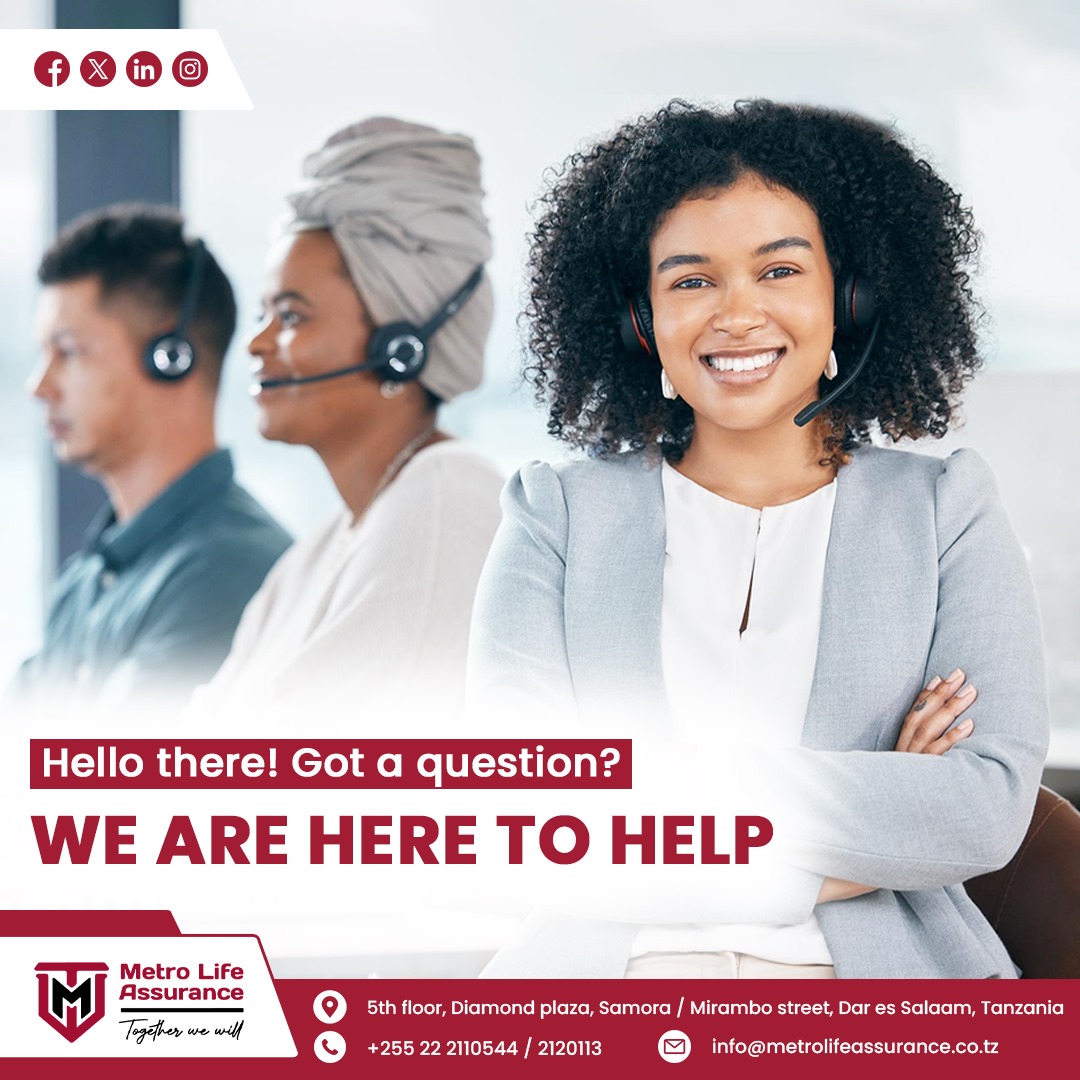 Hello there! Got a question?
WE ARE HERE TO HELP
Metro Life
Assurance
Together we will
5th floor, Diamond plaza, Samora / Mirambo street, Dar es Salaam, Tanzania
+255 22 2110544 / 2120113
info@metrolifeassurance.co.tz